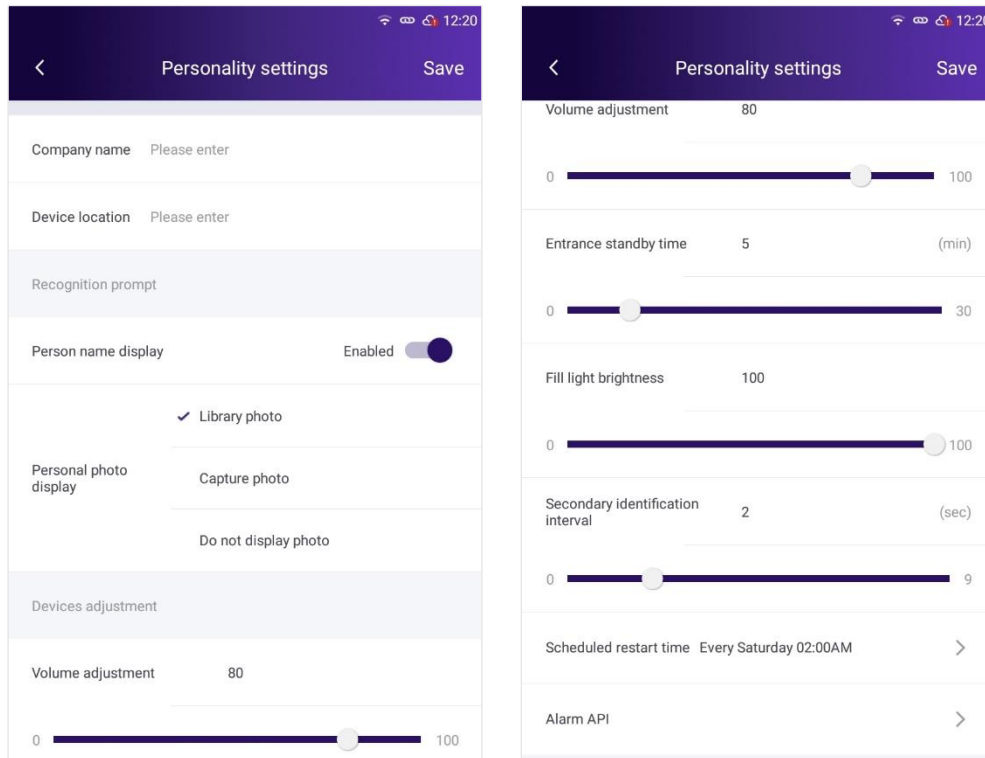 12:20
Personality settings Save
Company name Please enter
Device location Please enter
Recognition prompt
Person name display Enabled
Library photo
Personal photo
display
Capture photo
Do not display photo
Devices adjustment
Volume adjustment 80
0 100
12:20
Personality settings Save
Volume adjustment 80
0 100
Entrance standby time 5 (min)
0 30
Fill light brightness 100
0 100
Secondary identification
interval
2 (sec)
0 9
Scheduled restart time Every Saturday 02:00AM
Alarm API